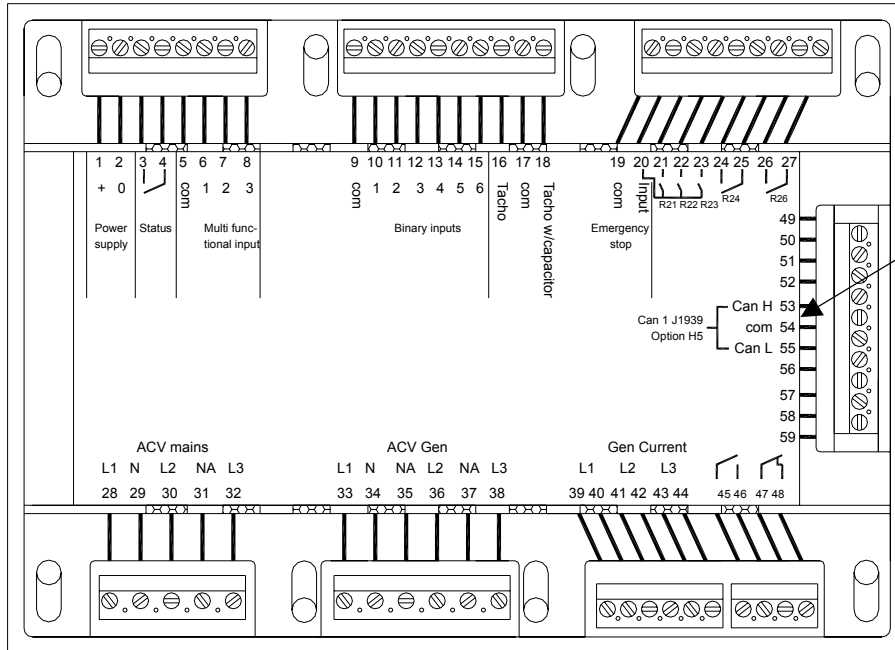 1 2 3 4 5 6 7 8
+ 0 com 1 2 3
Power supply
Status
Multi func-
tional input
9 10 11 12 13 14 15 16 17 18
com 1 2 3 4 5 6 Tacho com Tacho w/capacitor
Binary inputs
19 20 21 22 23 24 25 26 27
com Input R21 R22 R23 R24 R26
Emergency
stop
49
50
51
52
Can H 53
Can 1 J1939 com 54
Option H5 Can L 55
56
57
58
59
ACV mains
L1 N L2 NA L3
28 29 30 31 32
ACV Gen
L1 N NA L2 NA L3
33 34 35 36 37 38
Gen Current
L1 L2 L3
39 40 41 42 43 44 45 46 47 48